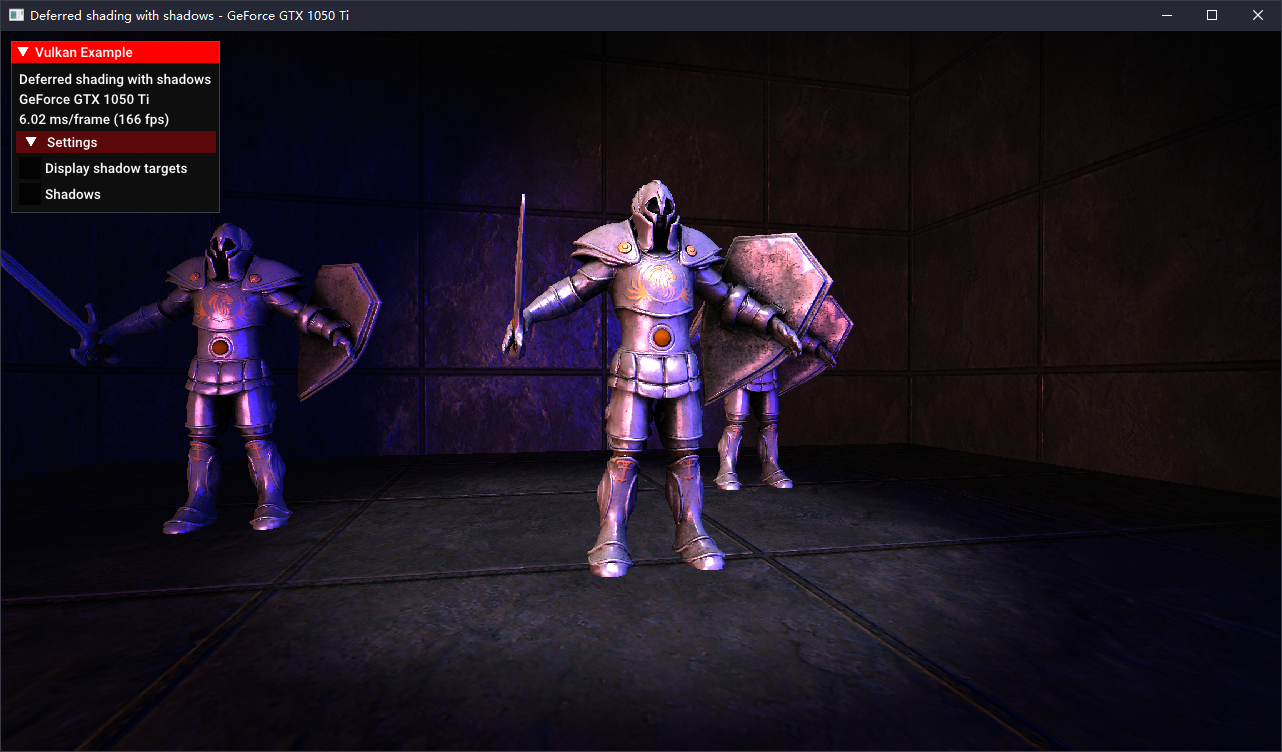 Deferred shading with shadows - GeForce GTX 1050 Ti
Vulkan Example
Deferred shading with shadows
GeForce GTX 1050 Ti
6.02 ms/frame (166 fps)
Settings
Display shadow targets
Shadows